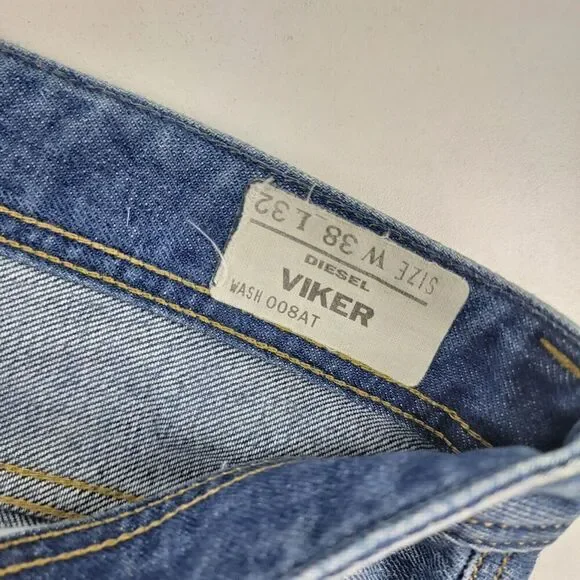 SIZE W 38 L 32
DIESEL
VIKER
WASH 008AT